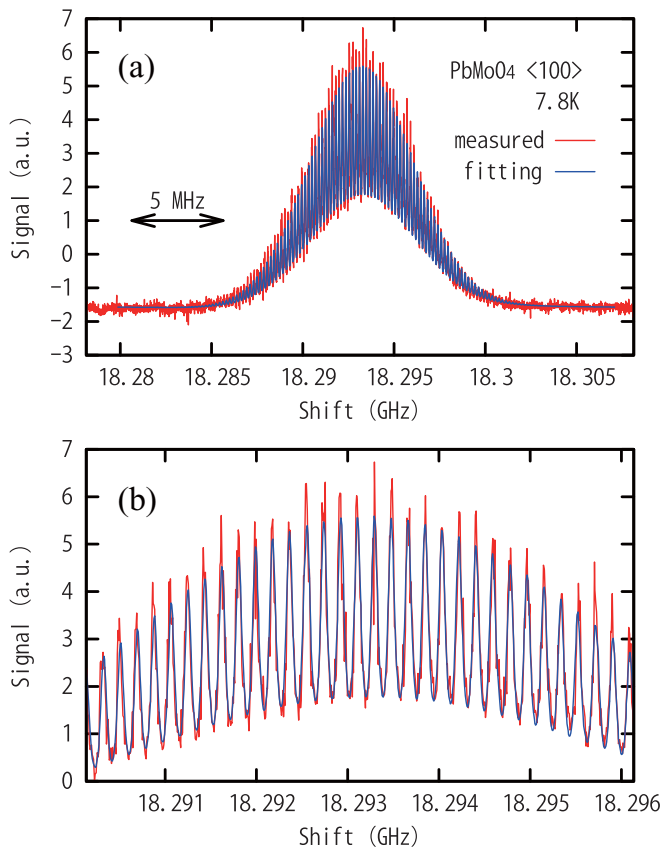 7
6
5
4
3
2
1
0
−1
−2
−3
Signal (a.u.)
(a)
PbMoO4 <100>
7.8K
measured
fitting
5 MHz
18.28 18.285 18.29 18.295 18.3 18.305
Shift (GHz)
7
6
5
4
3
2
1
0
Signal (a.u.)
(b)
18.291 18.292 18.293 18.294 18.295 18.296
Shift (GHz)